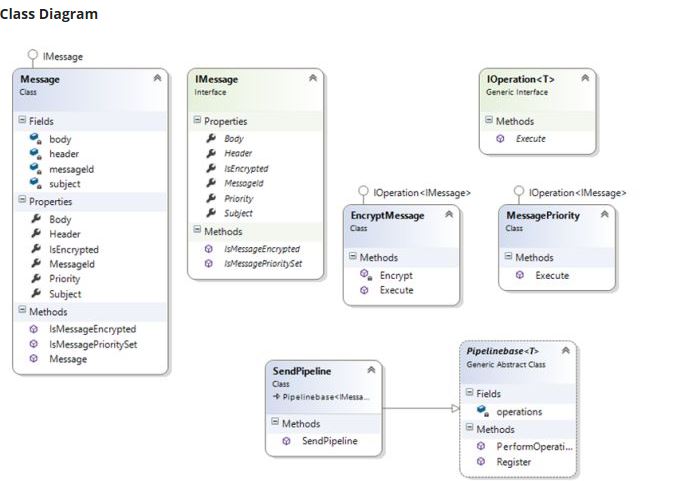 Class Diagram
IMessage
Message
Class
Fields
body
header
messageId
subject
Properties
Body
Header
IsEncrypted
MessageId
Priority
Subject
Methods
IsMessageEncrypted
IsMessagePrioritySet
Message
IMessage
Interface
Properties
Body
Header
IsEncrypted
MessageId
Priority
Subject
Methods
IsMessageEncrypted
IsMessagePrioritySet
IOperation<T>
Generic Interface
Methods
Execute
IOperation<IMessage>
EncryptMessage
Class
Methods
Encrypt
Execute
IOperation<IMessage>
MessagePriority
Class
Methods
Execute
SendPipeline
Class
Pipelinebase<IMessa...
Methods
SendPipeline
Pipelinebase<T>
Generic Abstract Class
Fields
operations
Methods
PerformOperati...
Register